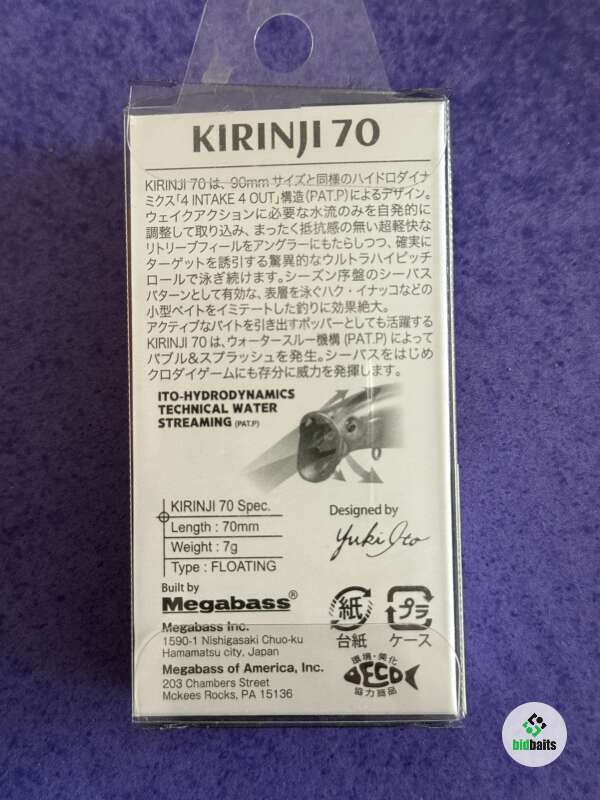 KIRINJI 70
KIRINJI 70は、90mmサイズと同様のハイドロダイナ
ミクス「4 INTAKE 4 OUT」構造(PAT.P)によるデザイン。
ウェイクアクションに必要な水流のみを自発的に
調整して取り込み、まったく抵抗感の無い超軽快な
リトリーブフィールをアングラーにもたらしつつ、確実に
ターゲットを誘引する驚異的なウルトラハイピッチ
ロールで泳ぎ続けます。シーズン序盤のシーバス
パターンとして有効な、表層を泳ぐハク・イナッコなどの
小型ベイトをイミテートした釣りに効果絶大。
アクティブなバイトを引き出すポッパーとしても活躍する
KIRINJI 70は、ウォータースルー機構(PAT.P)によって
バブル&スプラッシュを発生。シーバスをはじめ
クロダイゲームにも存分に威力を発揮します。
ITO-HYDRODYNAMICS
TECHNICAL WATER
STREAMING (PAT.P)
KIRINJI 70 Spec.
Length : 70mm
Weight : 7g
Type : FLOATING
Designed by
Yuki Ito
Built by
Megabass®
Megabass Inc.
1590-1 Nishigasaki Chuo-ku
Hamamatsu city, Japan
Megabass of America, Inc.
203 Chambers Street
Mckees Rocks, PA 15136
紙
台紙
プラ
ケース
環境・美化
ECO
協力商品
bidbaits